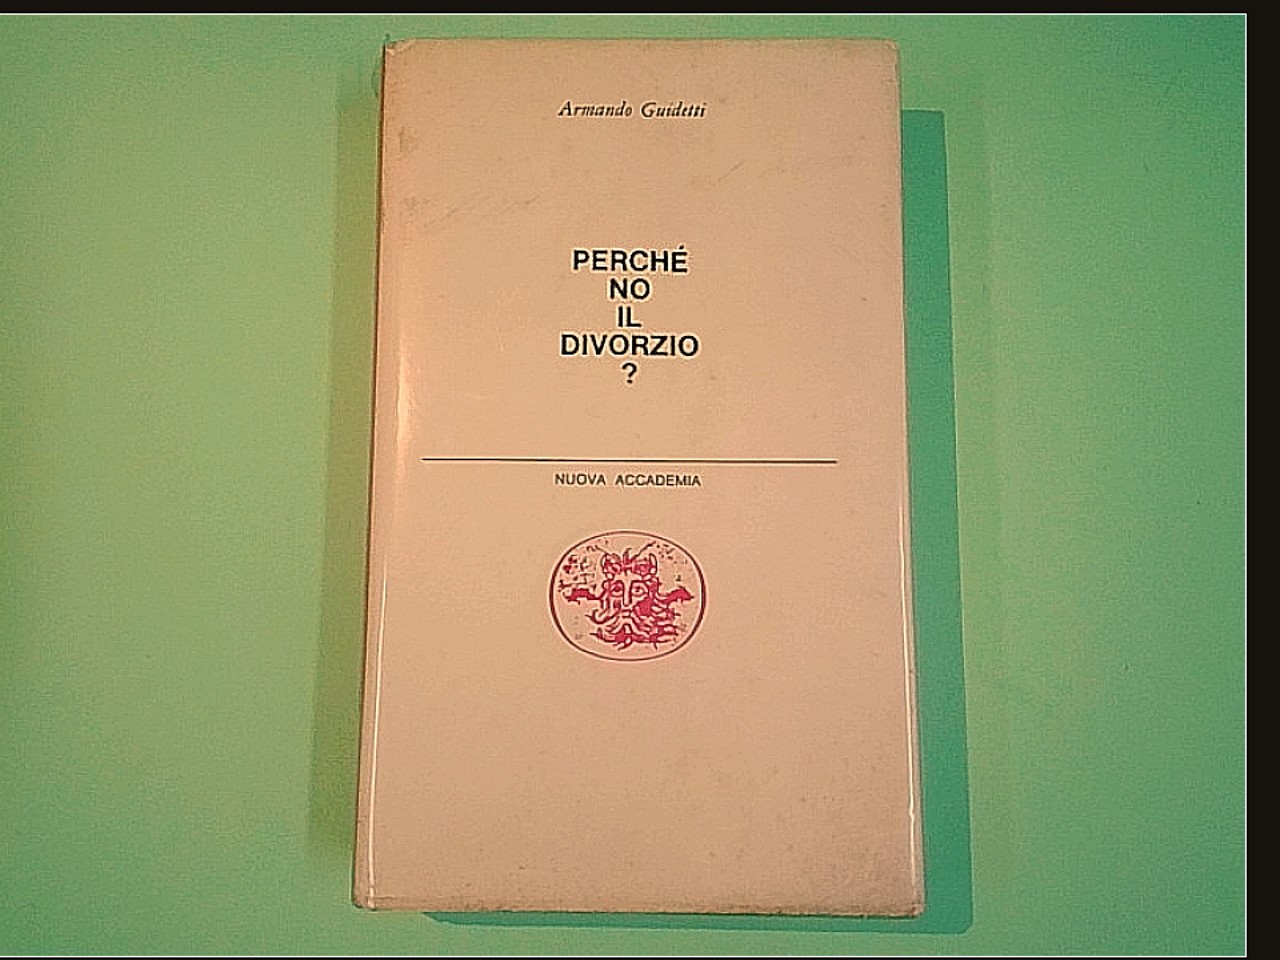 Armando Guidetti
PERCHÉ
NO
IL
DIVORZIO
?
NUOVA ACCADEMIA